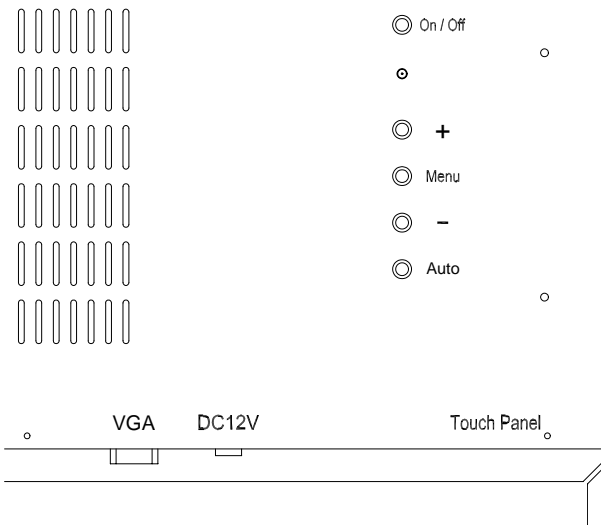 On / Off
+
Menu
-
Auto
VGA DC12V Touch Panel